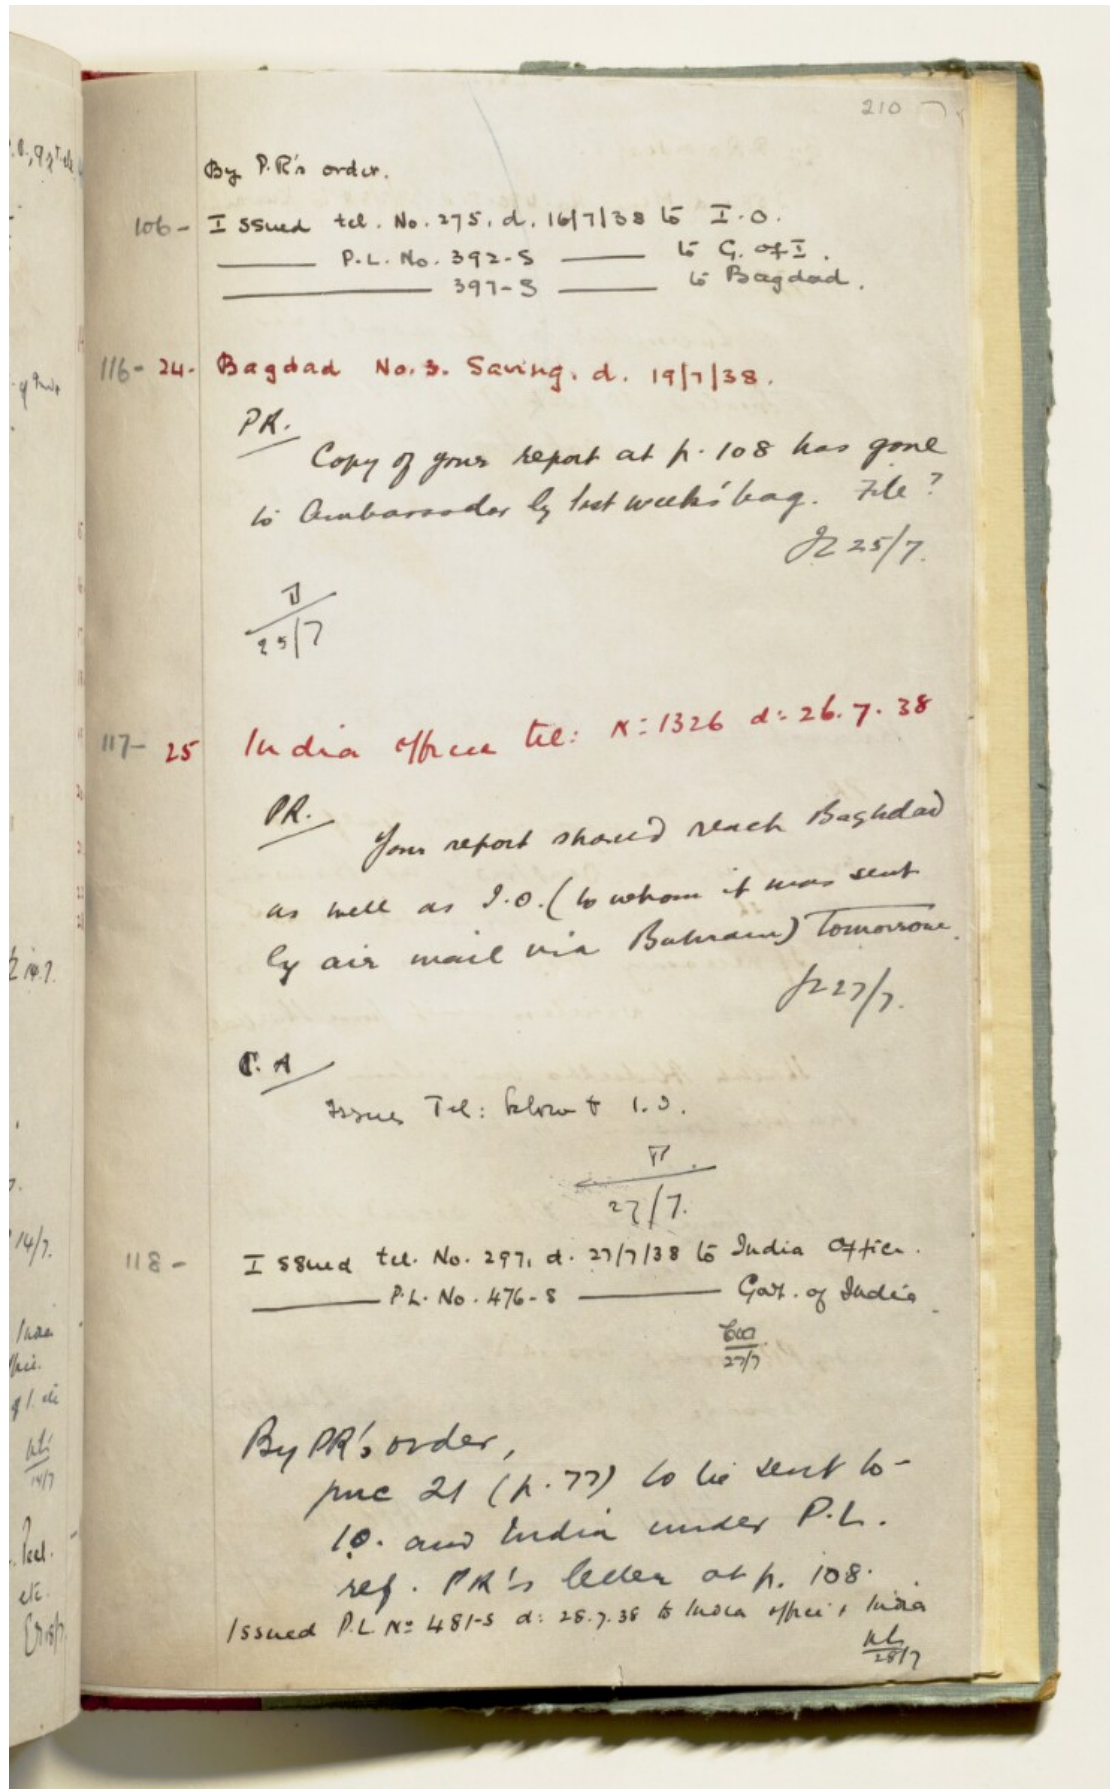 210
By P.R's order.
106- Issued tel. No. 275, d. 16/7/38 to I.O.
P.L. No. 392-S to G. of I.
397-S to Bagdad.
116- 24- Bagdad No. 3. Saving. d. 19/7/38.
PR.
Copy of your report at p. 108 has gone
to Ambassador by last week's bag. File?
25/7.
25/7
117- 25 India office tel: No 1326 d: 26.7.38
PR.
Your report should reach Baghdad
as well as I.O. (to whom it was sent
by air mail via Bahrain) tomorrow.
27/7.
C.A
Issue Tel: below to I.O.
27/7.
118- Issued tel. No. 297, d. 27/7/38 to India Office.
P.L. No. 476-S Govt. of India.
27/7
By PR's order,
puc 21 (p. 77) to be sent to
I.O. and India under P.L.
ref. PR's letter at p. 108.
Issued P.L. No 481-S d: 28.7.38 to India office & India
28/7